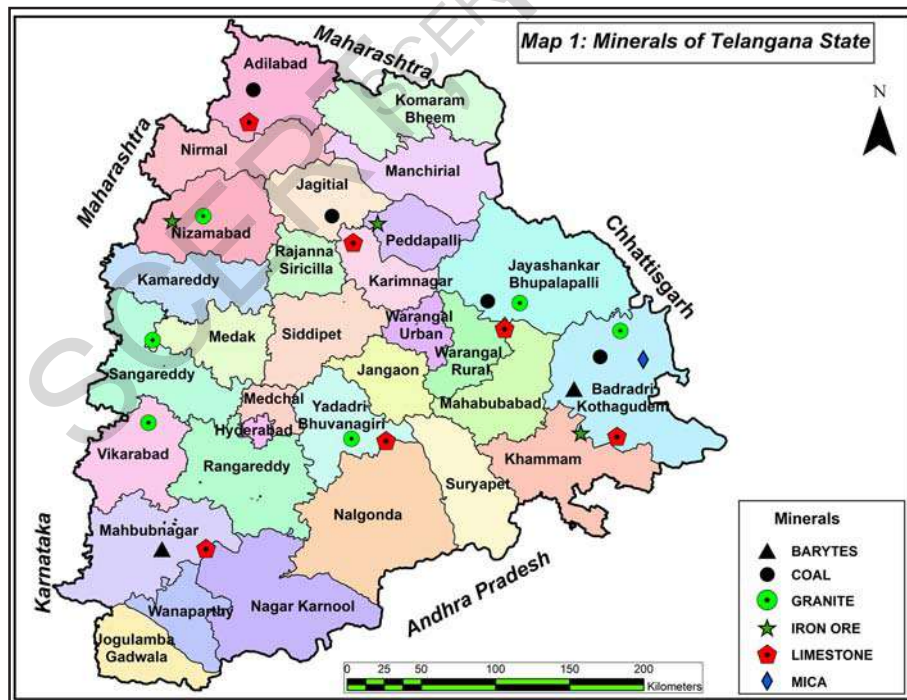 Map 1: Minerals of Telangana State
Maharashtra
Adilabad
Komaram
Bheem
N
Maharashtra
Nirmal
Manchirial
Jagitial
Nizamabad
Peddapalli
Rajanna
Siricilla
Chhattisgarh
Kamareddy
Karimnagar
Jayashankar
Bhupalapalli
Medak
Siddipet
Warangal
Urban
Warangal
Rural
Sangareddy
Jangaon
Badradri
Kothagudem
Mahabubabad
Medchal
Hyderabad
Yadadri
Bhuvanagiri
Vikarabad
Rangareddy
Khammam
Suryapet
Nalgonda
Mahbubnagar
Karnataka
Wanaparthy
Nagar Karnool
Andhra Pradesh
Jogulamba
Gadwala
0 25 50 100 150 200
Kilometers
Minerals
BARYTES
COAL
GRANITE
IRON ORE
LIMESTONE
MICA
SCERT
SCERT